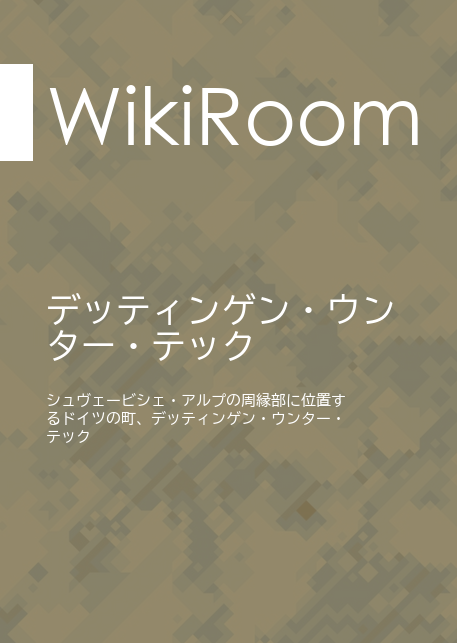 WikiRoom
デッティンゲン・ウン
ター・テック
シュヴェービシェ・アルプの周縁部に位置す
るドイツの町、デッティンゲン・ウンター・
テック